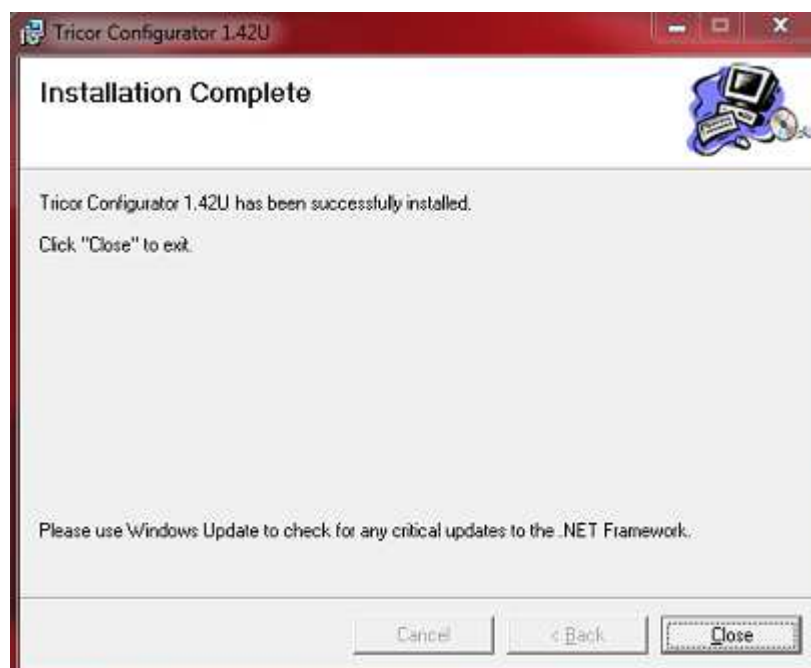 Tricor Configurator 1.42U
Installation Complete
Tricor Configurator 1.42U has been successfully installed.
Click "Close" to exit.
Please use Windows Update to check for any critical updates to the .NET Framework.
Cancel
< Back
Close